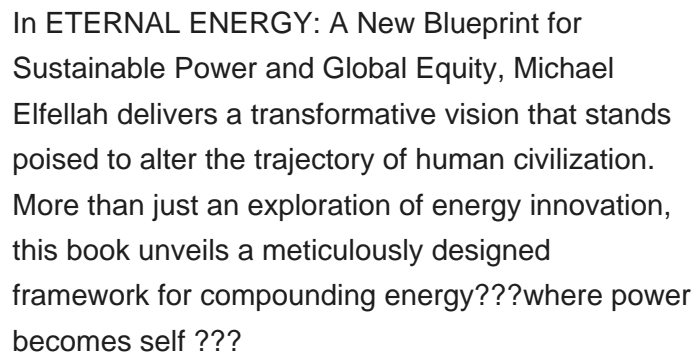 In ETERNAL ENERGY: A New Blueprint for
Sustainable Power and Global Equity, Michael
Elfellah delivers a transformative vision that stands
poised to alter the trajectory of human civilization.
More than just an exploration of energy innovation,
this book unveils a meticulously designed
framework for compounding energy???where power
becomes self ???